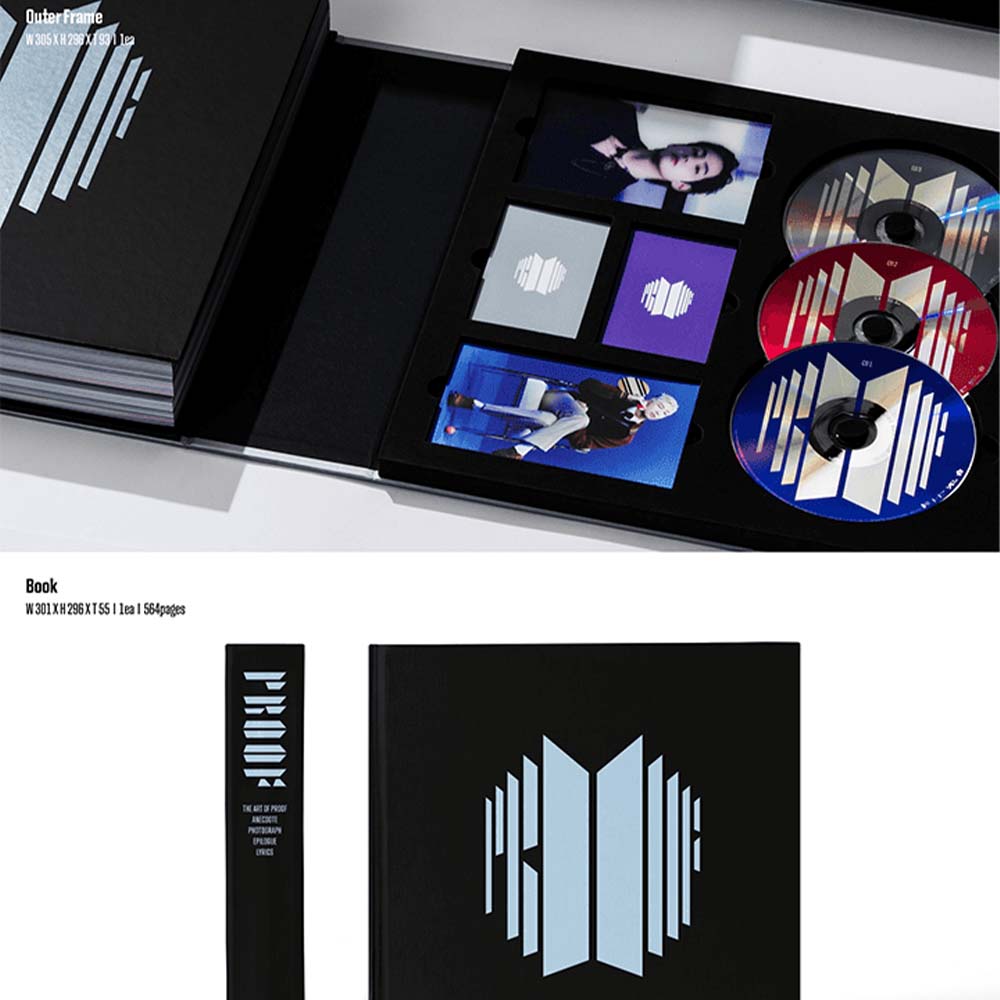 Outer Frame
W 305 X H 296 X T 93 I 1ea
Book
W 301 X H 296 X T 55 I 1ea I 564pages
PROOF
THE ART OF PROOF
ANECDOTE
PHOTOGRAPH
EPILOGUE
LYRICS